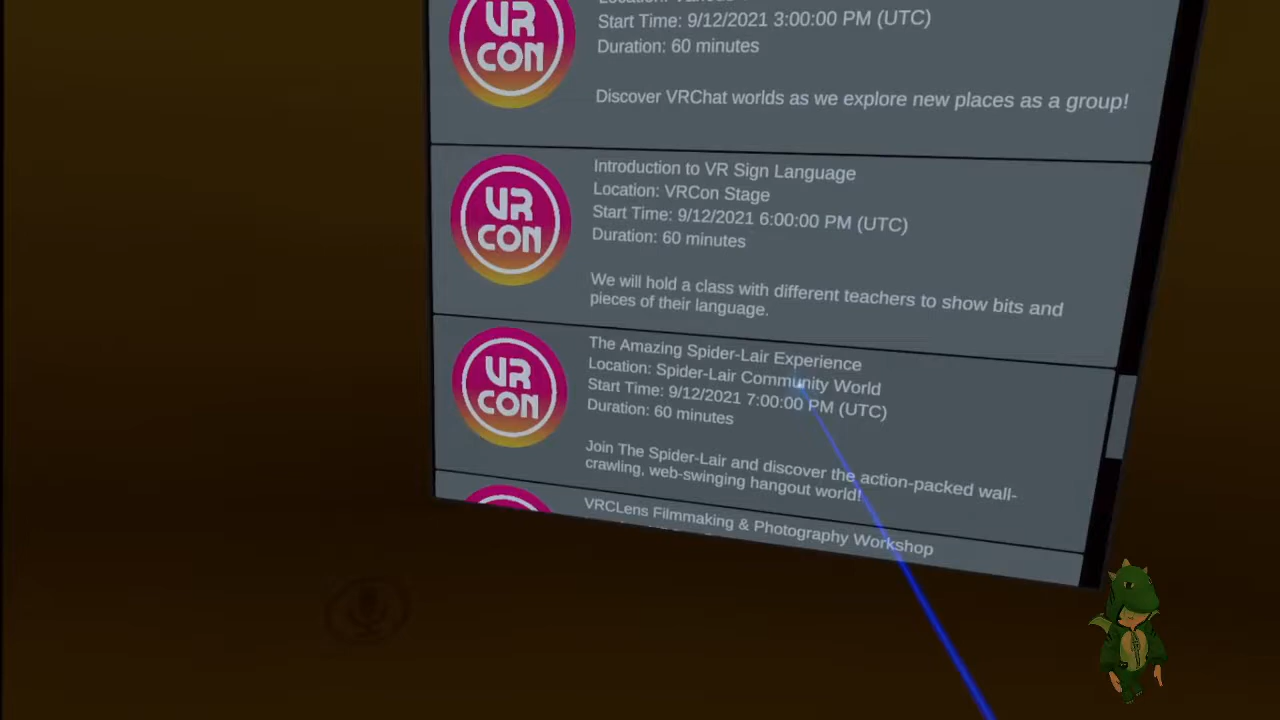 VR
CON
Start Time: 9/12/2021 3:00:00 PM (UTC)
Duration: 60 minutes
Discover VRChat worlds as we explore new places as a group!
VR
CON
Introduction to VR Sign Language
Location: VRCon Stage
Start Time: 9/12/2021 6:00:00 PM (UTC)
Duration: 60 minutes
We will hold a class with different teachers to show bits and
pieces of their language.
VR
CON
The Amazing Spider-Lair Experience
Location: Spider-Lair Community World
Start Time: 9/12/2021 7:00:00 PM (UTC)
Duration: 60 minutes
Join The Spider-Lair and discover the action-packed wall-
crawling, web-swinging hangout world!
VRCLens Filmmaking & Photography Workshop